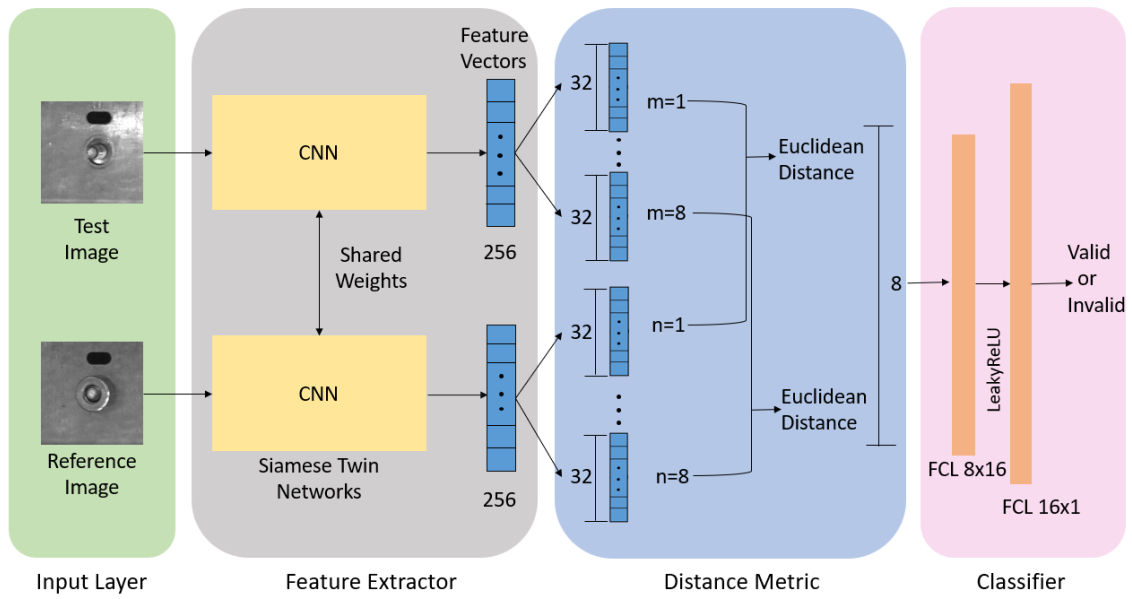 Test
Image
Reference
Image
Input Layer
CNN
Feature
Vectors
256
Shared
Weights
CNN
Siamese Twin
Networks
256
Feature Extractor
32
m=1
32
m=8
32
n=1
32
n=8
Euclidean
Distance
Euclidean
Distance
8
Distance Metric
FCL 8x16
LeakyReLU
FCL 16x1
Valid
or
Invalid
Classifier